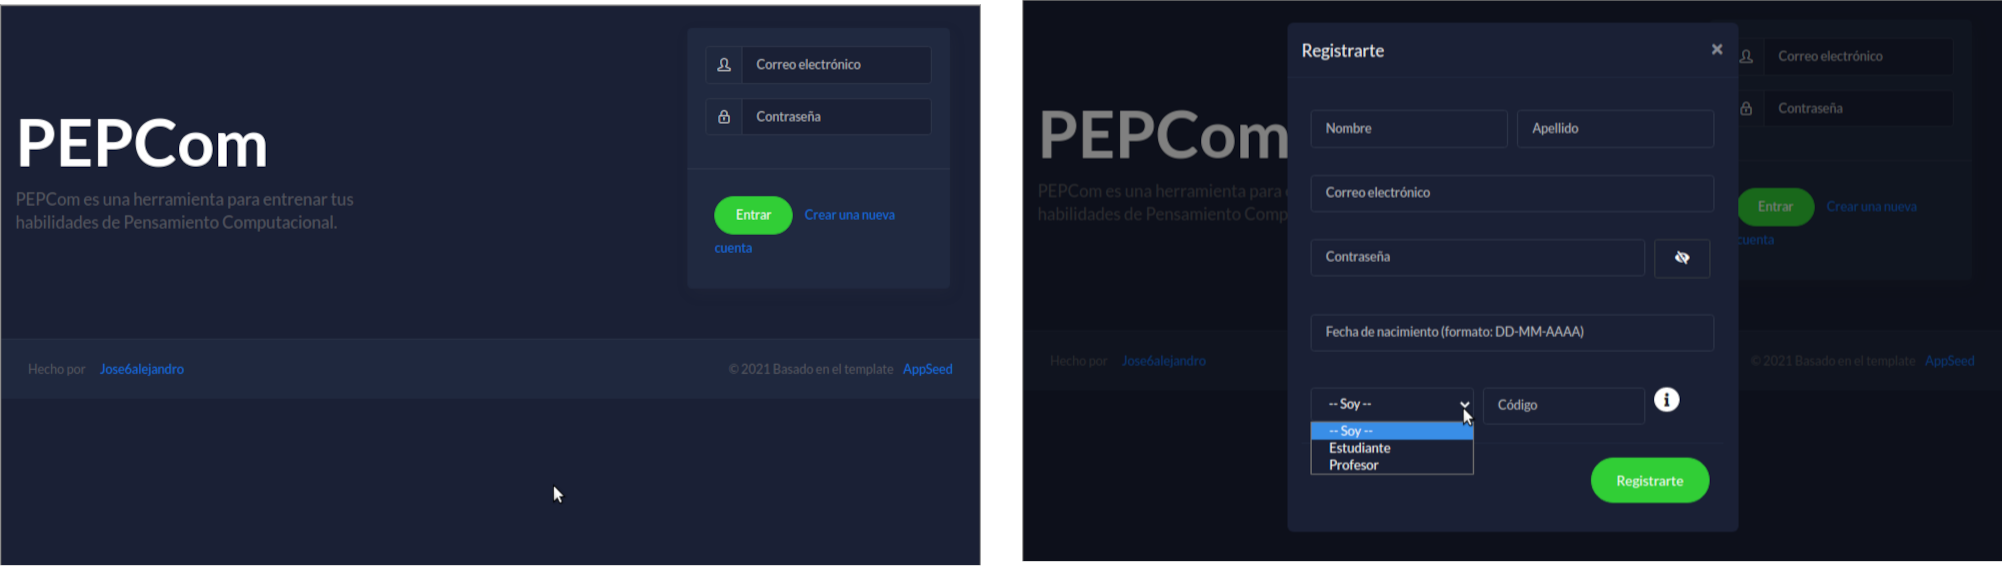 Correo electrónico
Contraseña
PEPCom
PEPCom es una herramienta para entrenar tus
habilidades de Pensamiento Computacional.
Entrar Crear una nueva
cuenta
Hecho por Jose6alejandro
© 2021 Basado en el template AppSeed
Registrarte ×
Nombre Apellido
Correo electrónico
Contraseña
Fecha de nacimiento (formato: DD-MM-AAAA)
-- Soy -- Código
-- Soy --
Estudiante
Profesor
Registrarte
Correo electrónico
Contraseña
PEPCom
PEPCom es una herramienta para
habilidades de Pensamiento Comp
Entrar Crear una nueva
cuenta
Hecho por Jose6alejandro
© 2021 Basado en el template AppSeed